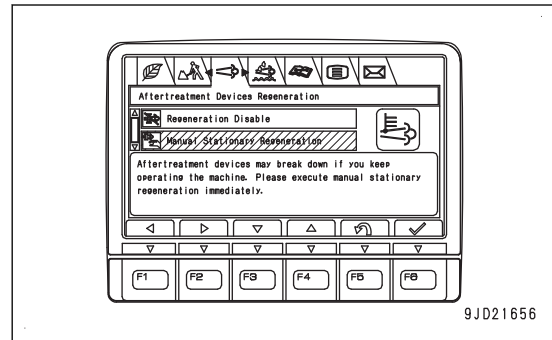 Aftertreatment Devices Regeneration
Regeneration Disable
Manual Stationary Regeneration
Aftertreatment devices may break down if you keep
operating the machine. Please execute manual stationary
regeneration immediately.
F1 F2 F3 F4 F5 F6
9JD21656